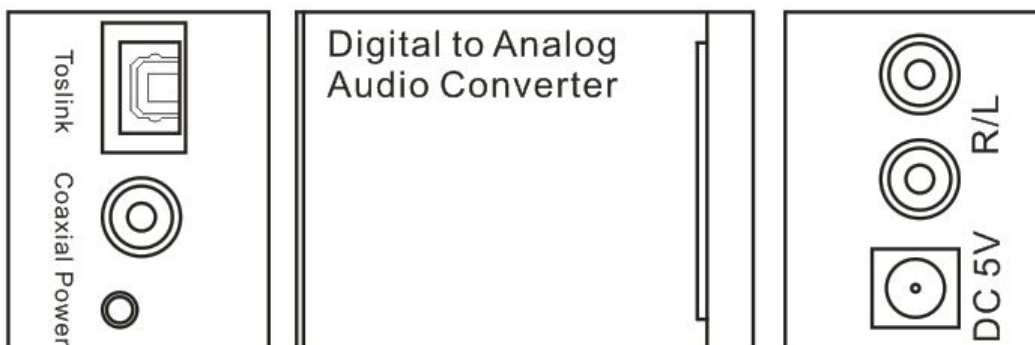 Toslink
Coaxial Power
Digital to Analog
Audio Converter
R/L
DC 5V